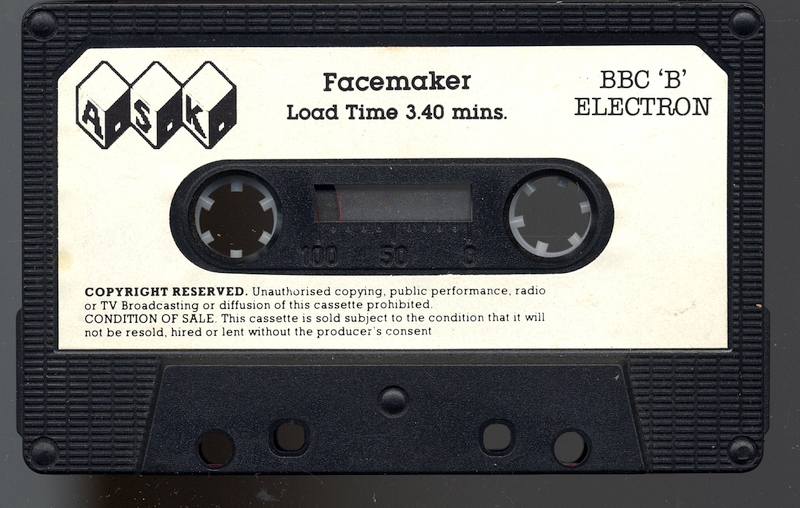 ASK
Facemaker
Load Time 3.40 mins.
BBC 'B'
ELECTRON
100 50 0
COPYRIGHT RESERVED. Unauthorised copying, public performance, radio
or TV Broadcasting or diffusion of this cassette prohibited.
CONDITION OF SALE. This cassette is sold subject to the condition that it will
not be resold, hired or lent without the producer's consent